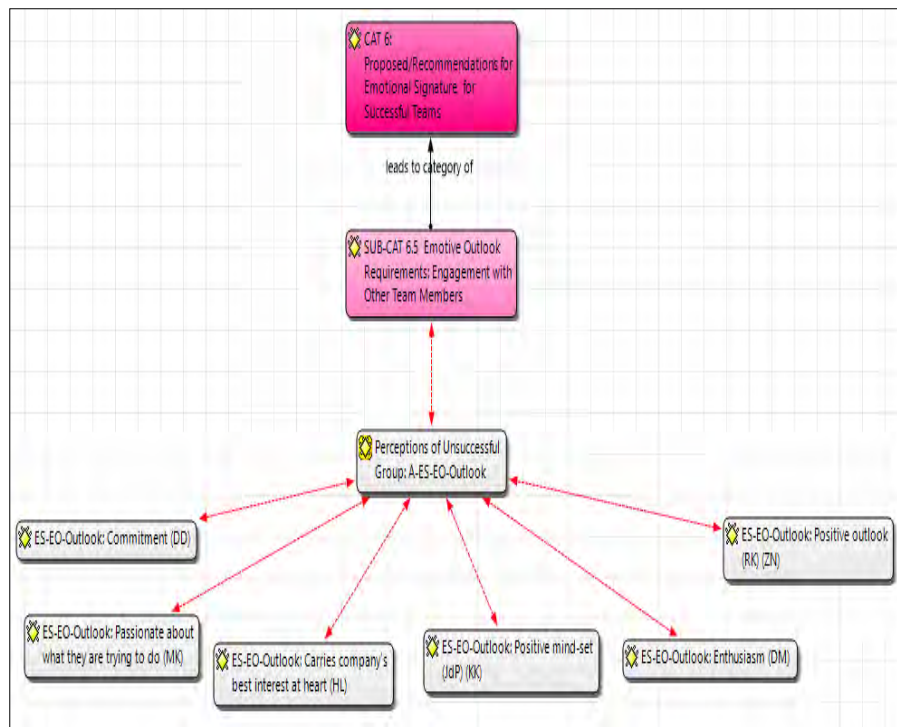 CAT 6:
Proposed/Recommendations for
Emotional Signature for
Successful Teams
leads to category of
SUB-CAT 6.5 Emotive Outlook
Requirements: Engagement with
Other Team Members
Perceptions of Unsuccessful
Group: A-ES-EO-Outlook
ES-EO-Outlook: Commitment (DD)
ES-EO-Outlook: Positive outlook
(RK) (ZN)
ES-EO-Outlook: Passionate about
what they are trying to do (MK)
ES-EO-Outlook: Carries company's
best interest at heart (HL)
ES-EO-Outlook: Positive mind-set
(JdP) (KK)
ES-EO-Outlook: Enthusiasm (DM)